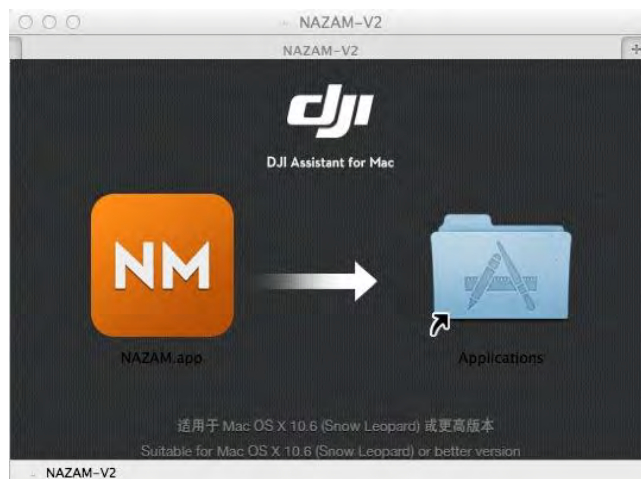 NAZAM-V2
NAZAM-V2
dji
DJI Assistant for Mac
NM
NAZAM.app
Applications
适用于 Mac OS X 10.6 (Snow Leopard) 或更高版本
Suitable for Mac OS X 10.6 (Snow Leopard) or better version
NAZAM-V2